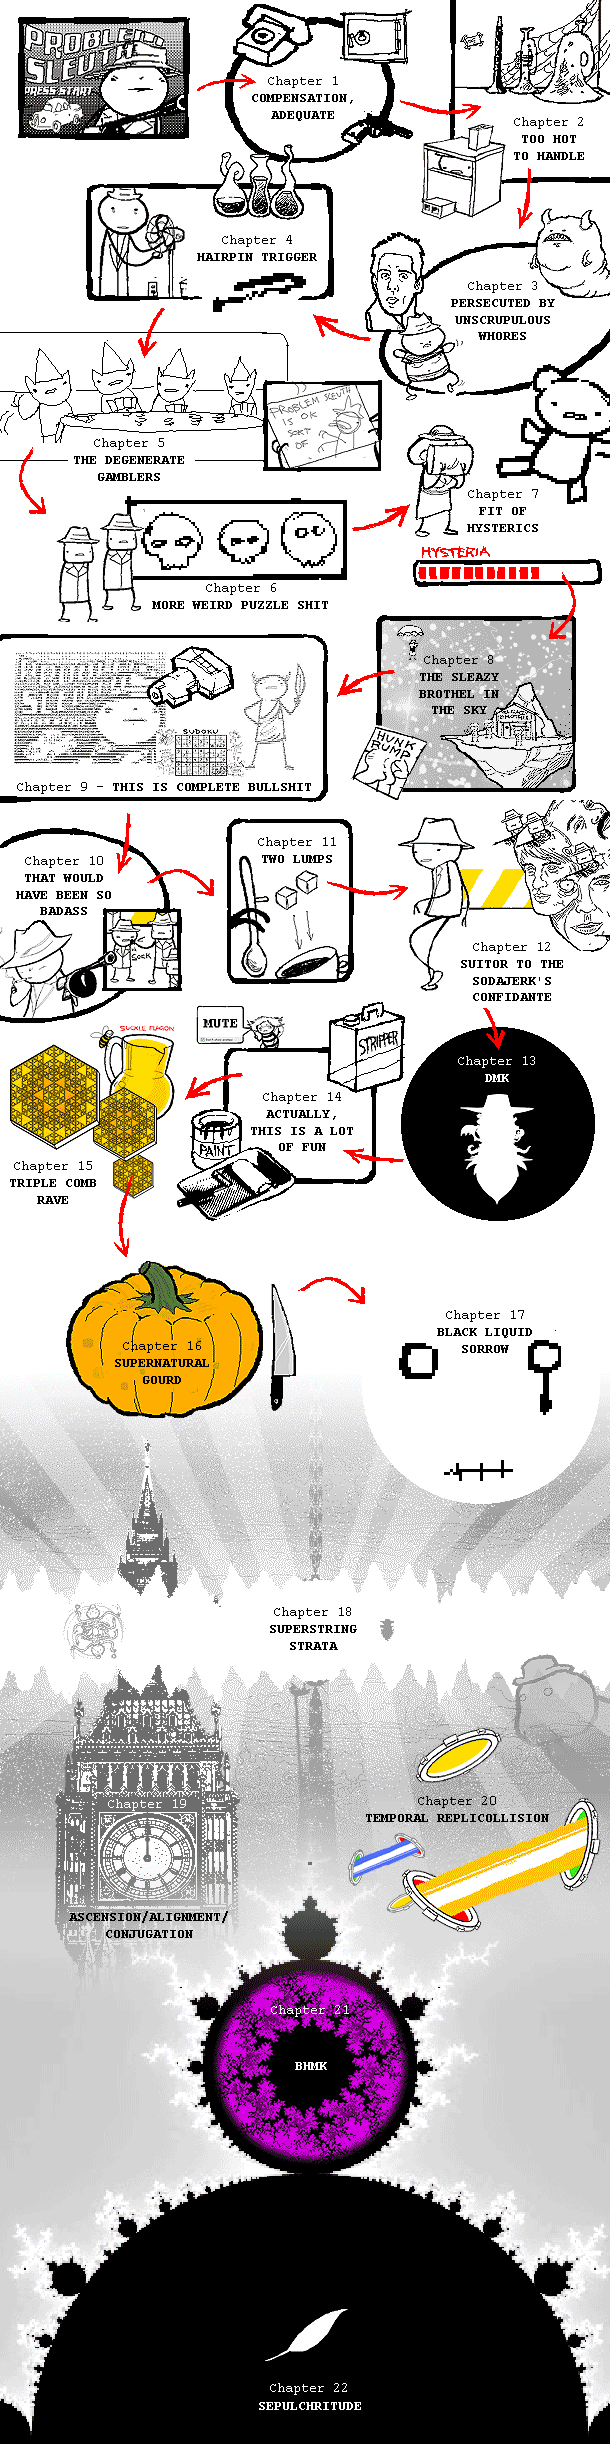 PROBLEM
SLEUTH
PRESS START
Chapter 1
COMPENSATION,
ADEQUATE
Chapter 2
TOO HOT
TO HANDLE
Chapter 3
PERSECUTED BY
UNSCRUPULOUS
WHORES
Chapter 4
HAIRPIN TRIGGER
Chapter 5
THE DEGENERATE
GAMBLERS
PROBLEM SLEUTH
IS OK
SORT
OF
Chapter 6
MORE WEIRD PUZZLE SHIT
Chapter 7
FIT OF
HYSTERICS
HYSTERIA
Chapter 8
THE SLEAZY
BROTHEL IN
THE SKY
HUNK
RUMP
PROBLEM
SLEUTH
SUDOKU
Chapter 9 - THIS IS COMPLETE BULLSHIT
Chapter 10
THAT WOULD
HAVE BEEN SO
BADASS
SOCK
Chapter 11
TWO LUMPS
Chapter 12
SUITOR TO THE
SODAJERK'S
CONFIDANTE
Chapter 13
DMK
MUTE
STRIPPER
Chapter 14
ACTUALLY,
THIS IS A LOT
OF FUN
PAINT
SUCKLE FLAGON
Chapter 15
TRIPLE COMB
RAVE
Chapter 16
SUPERNATURAL
GOURD
Chapter 17
BLACK LIQUID
SORROW
Chapter 18
SUPERSTRING
STRATA
Chapter 19
ASCENSION/ALIGNMENT/
CONJUGATION
Chapter 20
TEMPORAL REPLICOLLISION
Chapter 21
BHMK
Chapter 22
SEPULCHRITUDE